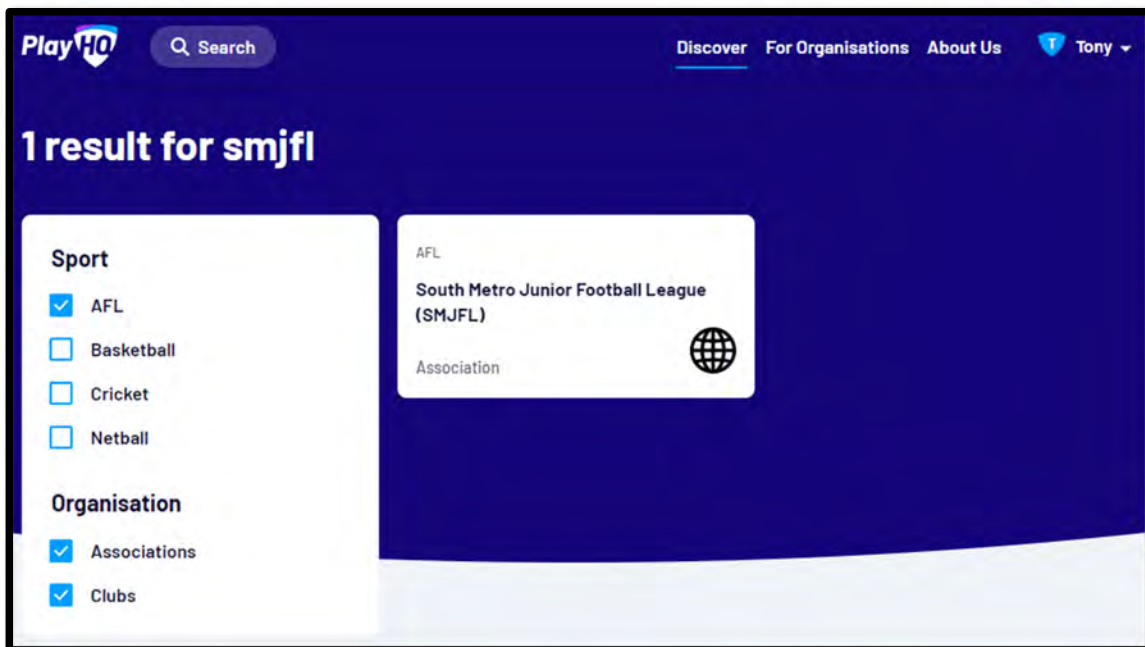 PlayHQ
Search
Discover
For Organisations
About Us
T
Tony
1 result for smjfl
Sport
AFL
Basketball
Cricket
Netball
Organisation
Associations
Clubs
AFL
South Metro Junior Football League
(SMJFL)
Association